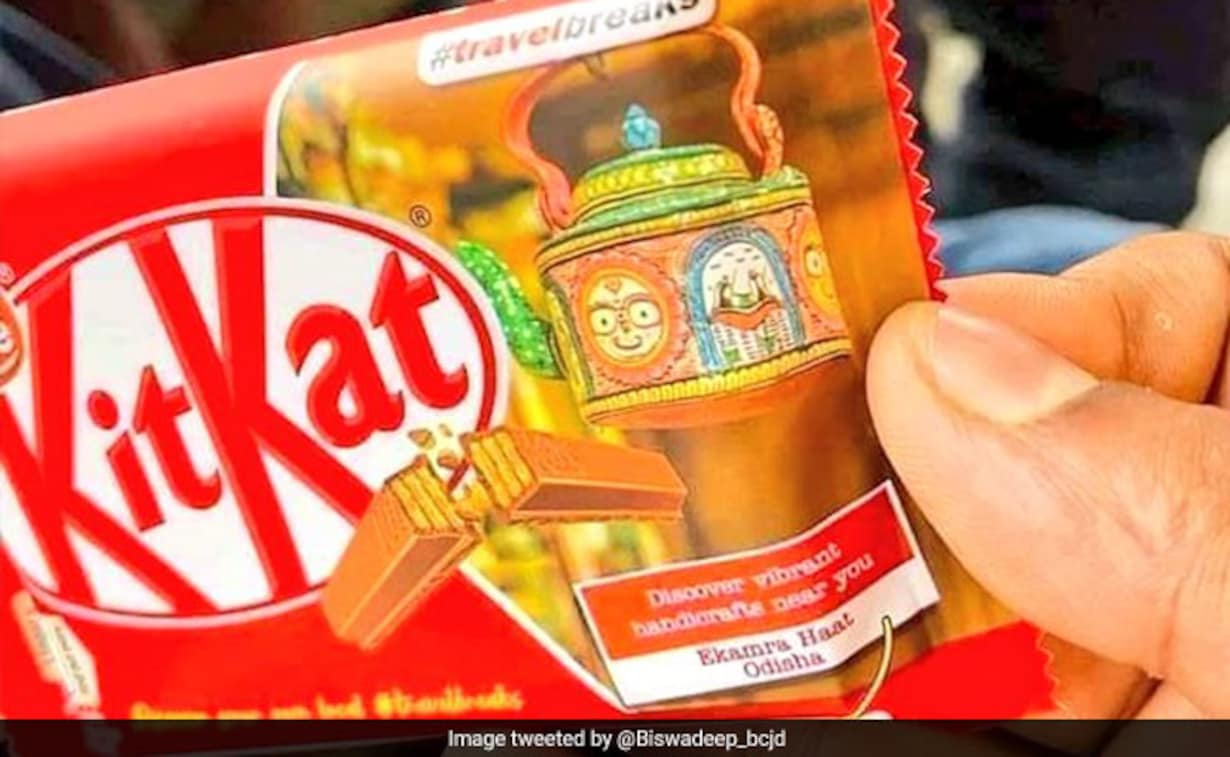 #travelbreaks
KitKat
®
Discover vibrant
handicrafts near you
Ekamra Haat
Odisha
Image tweeted by @Biswadeep_bcjd